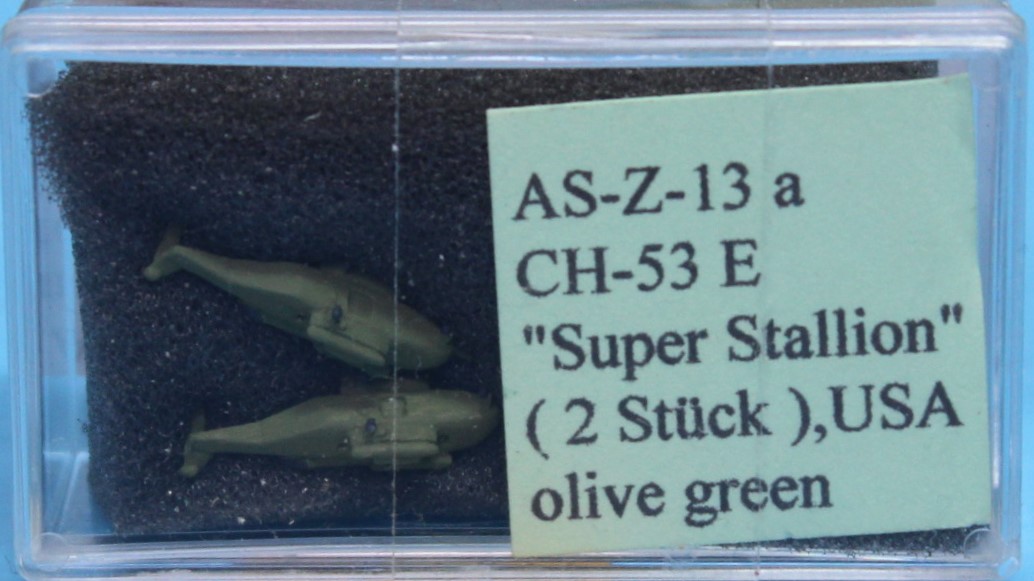 AS-Z-13 a
CH-53 E
"Super Stallion"
( 2 Stück ),USA
olive green